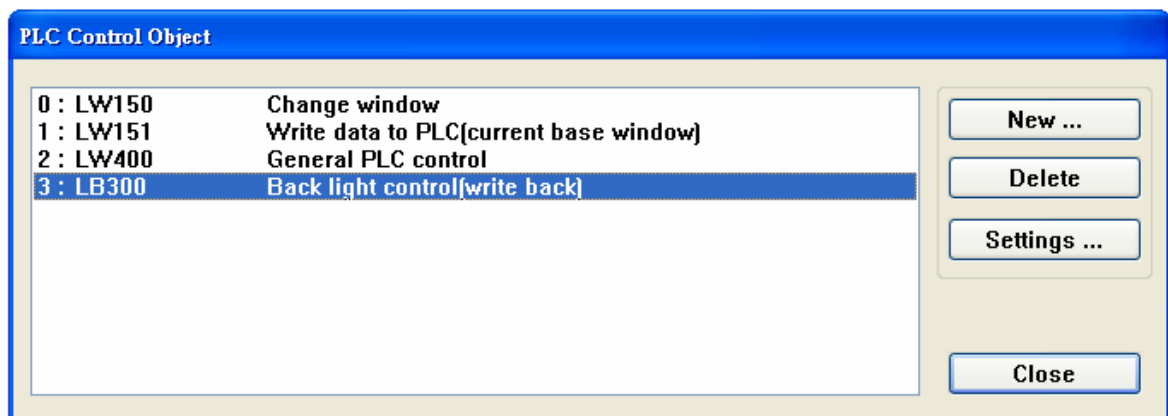 PLC Control Object
0 : LW150 Change window
1 : LW151 Write data to PLC(current base window)
2 : LW400 General PLC control
3 : LB300 Back light control(write back)
New ...
Delete
Settings ...
Close